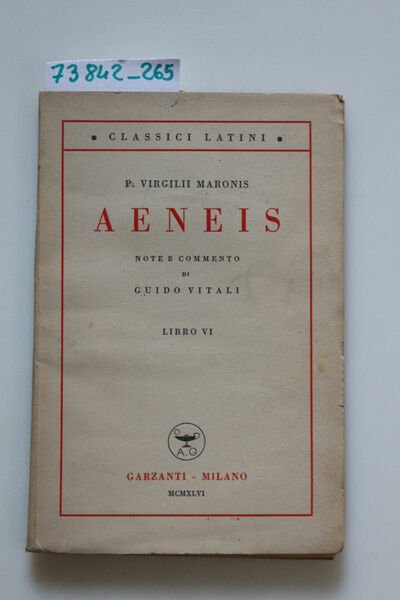 73842_265
• CLASSICI LATINI •
P. VIRGILII MARONIS
AENEIS
NOTE E COMMENTO
DI
GUIDO VITALI
LIBRO VI
A.G
GARZANTI - MILANO
MCMXLVI